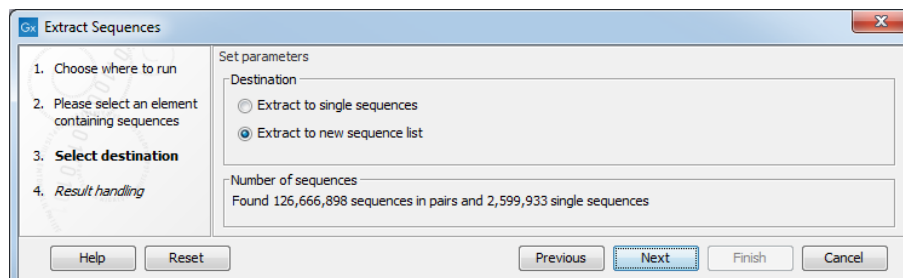 Gx Extract Sequences
x
Set parameters
1. Choose where to run
2. Please select an element
containing sequences
3. Select destination
4. Result handling
Destination
Extract to single sequences
Extract to new sequence list
Number of sequences
Found 126,666,898 sequences in pairs and 2,599,933 single sequences
Help Reset Previous Next Finish Cancel